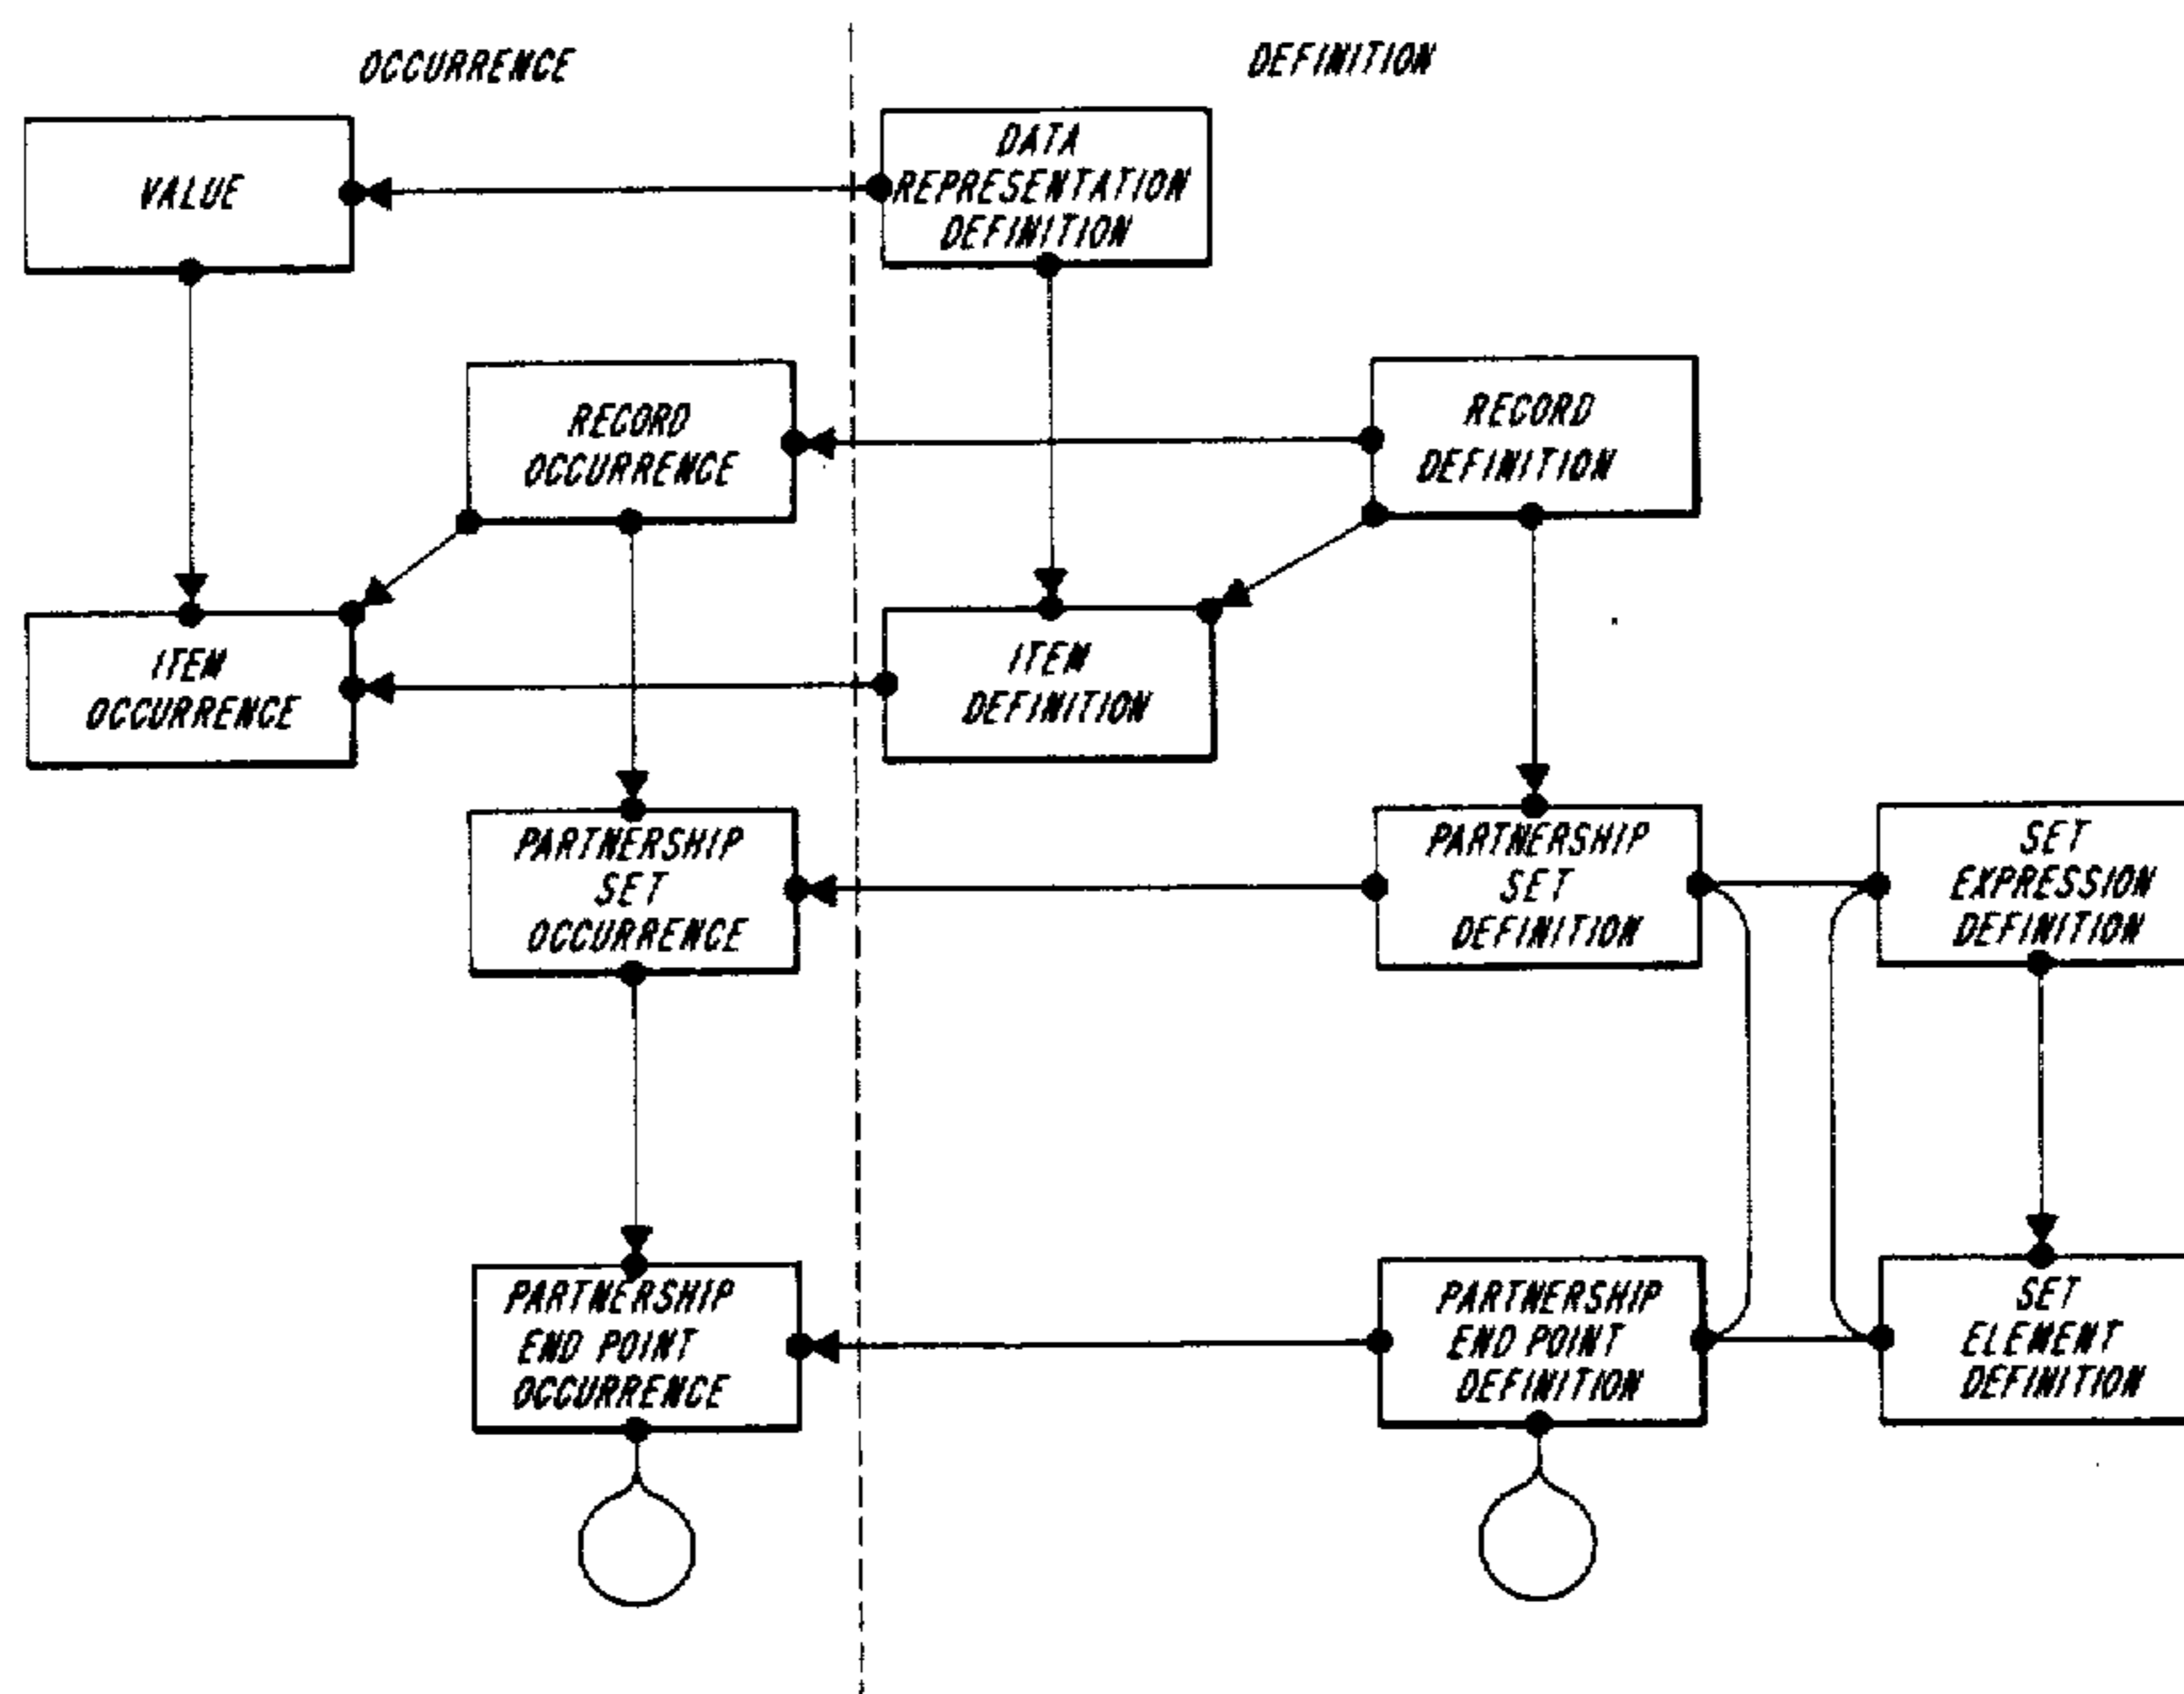 OCCURRENCE
DEFINITION
VALUE
DATA
REPRESENTATION
DEFINITION
RECORD
OCCURRENCE
RECORD
DEFINITION
ITEM
OCCURRENCE
ITEM
DEFINITION
PARTNERSHIP
SET
OCCURRENCE
PARTNERSHIP
SET
DEFINITION
SET
EXPRESSION
DEFINITION
PARTNERSHIP
END POINT
OCCURRENCE
PARTNERSHIP
END POINT
DEFINITION
SET
ELEMENT
DEFINITION